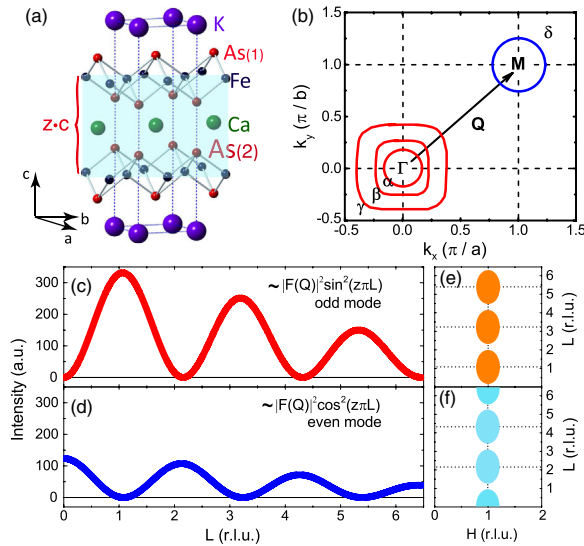 (a)
K
As(1)
Fe
z•c
Ca
As(2)
c
b
a
(b)
1.5
1.0
0.5
0.0
-0.5
-0.5
0.0
0.5
1.0
1.5
k_y (π / b)
k_x (π / a)
δ
M
Q
Γ
α
β
γ
(c)
~|F(Q)|²sin²(zπL)
odd mode
300
200
100
0
(d)
~|F(Q)|²cos²(zπL)
even mode
300
200
100
0
Intensity (a.u.)
0
1
2
3
4
5
6
L (r.l.u.)
(e)
6
5
4
3
2
1
L (r.l.u.)
(f)
6
5
4
3
2
1
L (r.l.u.)
0
1
2
H (r.l.u.)